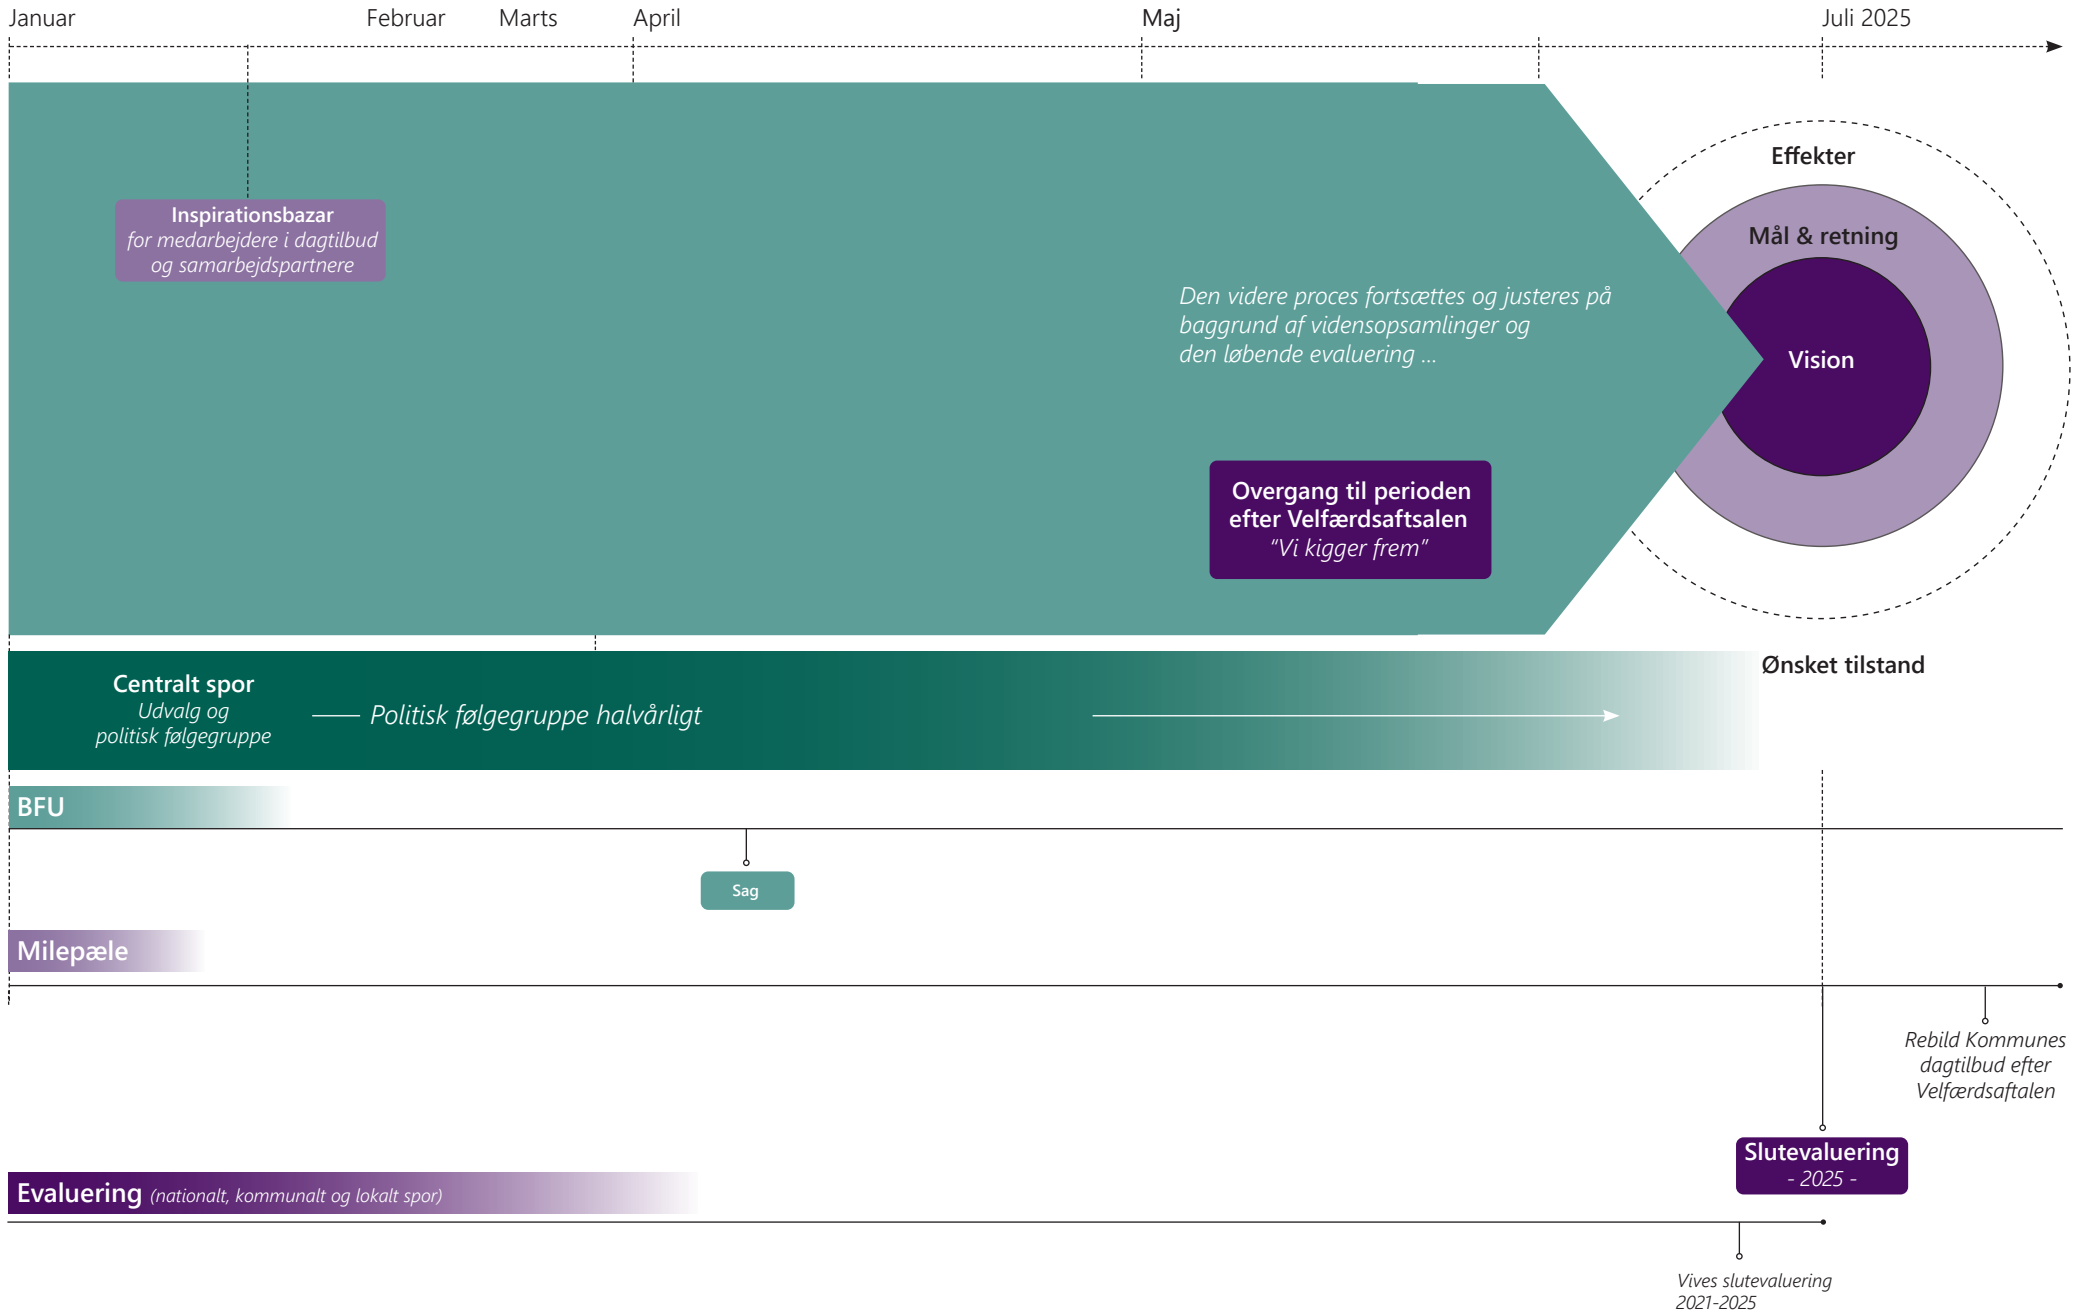 Januar
Februar
Marts
April
Maj
Juli 2025
Inspirationsbazar
for medarbejdere i dagtilbud
og samarbejdspartnere
Den videre proces fortsættes og justeres på
baggrund af vidensopsamlinger og
den løbende evaluering ...
Overgang til perioden
efter Velfærdsaftsalen
"Vi kigger frem"
Effekter
Mål & retning
Vision
Ønsket tilstand
Centralt spor
Udvalg og
politisk følgegruppe
Politisk følgegruppe halvårligt
BFU
Sag
Milepæle
Rebild Kommunes
dagtilbud efter
Velfærdsaftalen
Slutevaluering
- 2025 -
Evaluering (nationalt, kommunalt og lokalt spor)
Vives slutevaluering
2021-2025